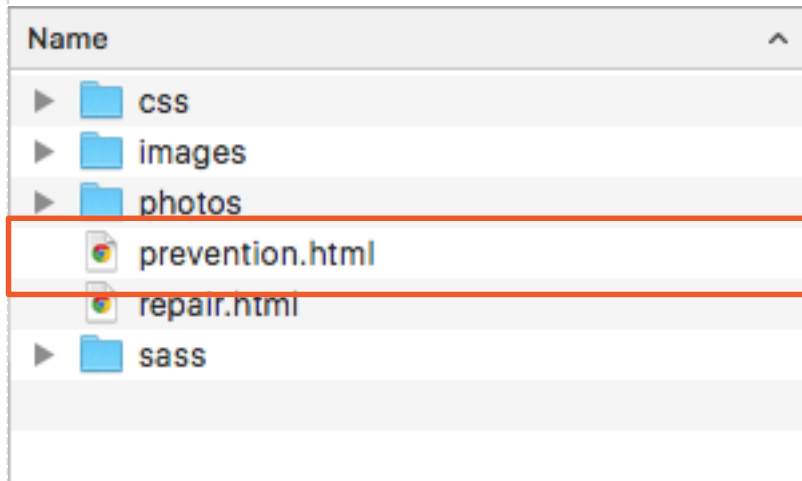 Name
css
images
photos
prevention.html
repair.html
sass